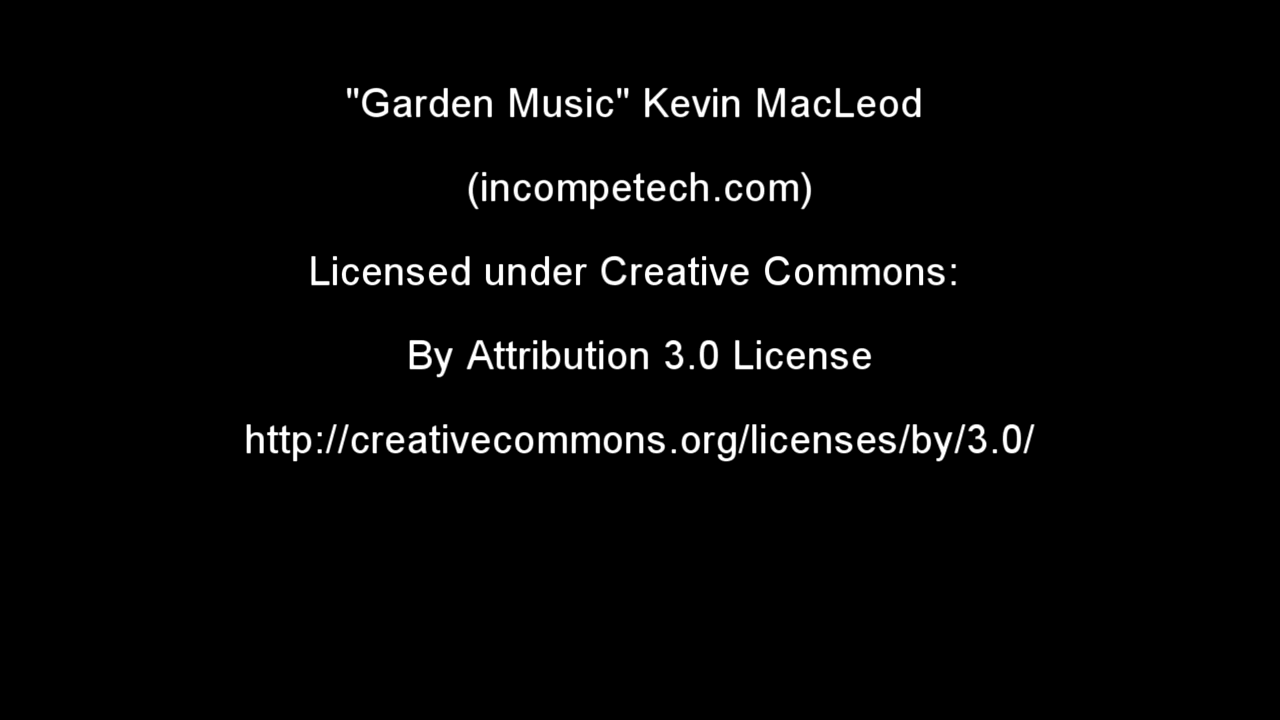 "Garden Music" Kevin MacLeod
(incompetech.com)
Licensed under Creative Commons:
By Attribution 3.0 License
http://creativecommons.org/licenses/by/3.0/